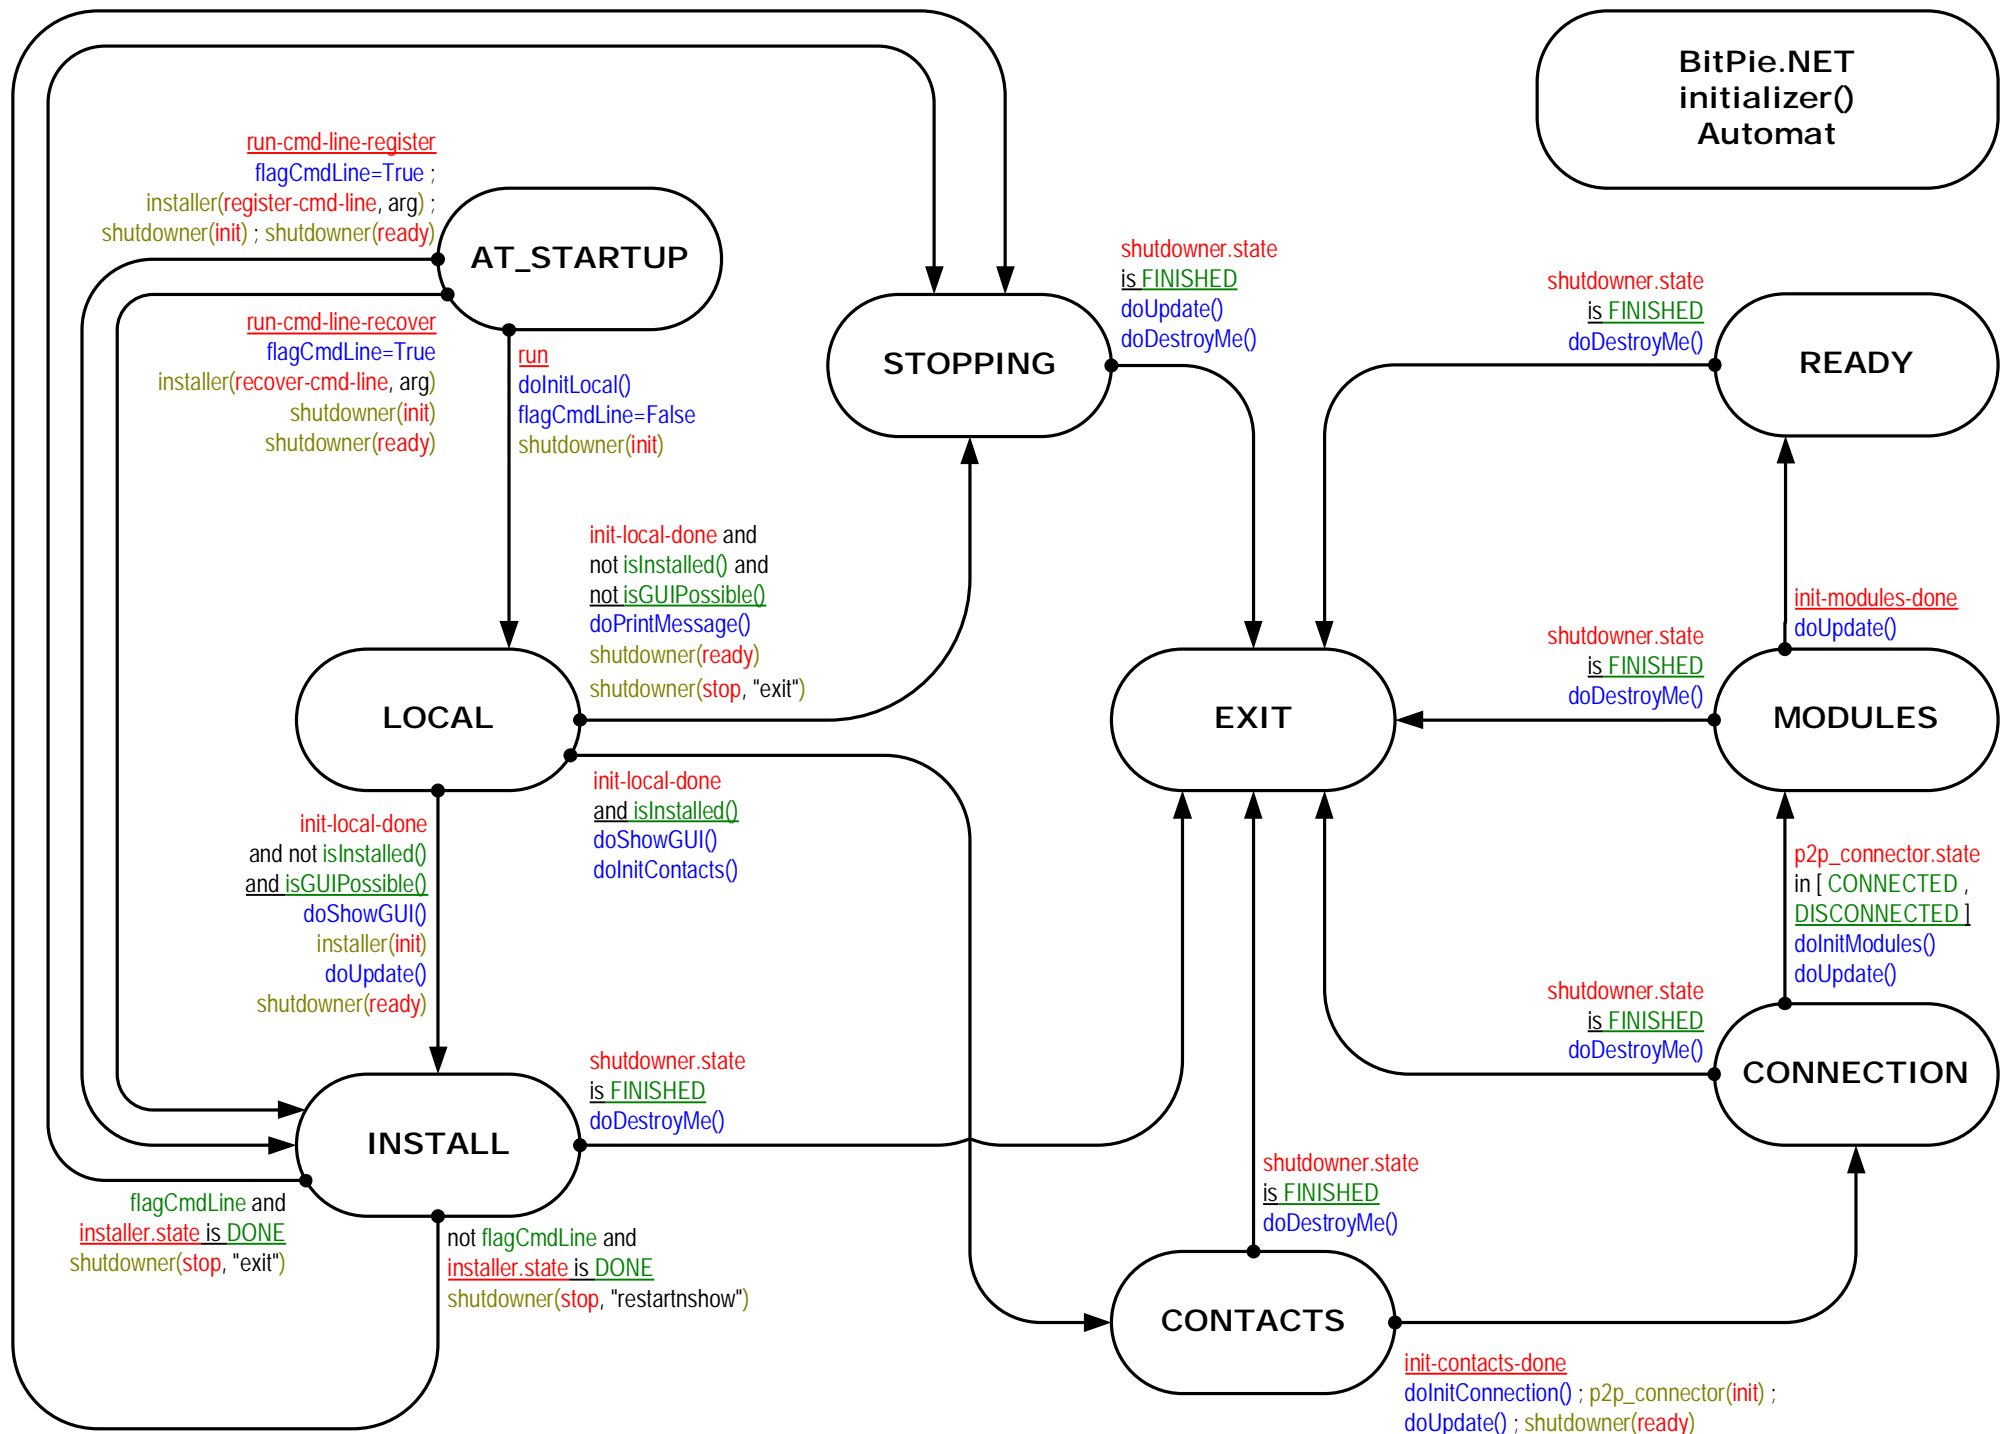 BitPie.NET
initializer()
Automat
run-cmd-line-register
flagCmdLine=True ;
installer(register-cmd-line, arg) ;
shutdowner(init) ; shutdowner(ready)
AT_STARTUP
run-cmd-line-recover
flagCmdLine=True
installer(recover-cmd-line, arg)
shutdowner(init)
shutdowner(ready)
run
doInitLocal()
flagCmdLine=False
shutdowner(init)
STOPPING
shutdowner.state
is FINISHED
doUpdate()
doDestroyMe()
shutdowner.state
is FINISHED
doDestroyMe()
READY
init-local-done and
not isInstalled() and
not isGUIPossible()
doPrintMessage()
shutdowner(ready)
shutdowner(stop, "exit")
init-modules-done
doUpdate()
shutdowner.state
is FINISHED
doDestroyMe()
LOCAL
EXIT
MODULES
init-local-done
and isInstalled()
doShowGUI()
doInitContacts()
init-local-done
and not isInstalled()
and isGUIPossible()
doShowGUI()
installer(init)
doUpdate()
shutdowner(ready)
p2p_connector.state
in [ CONNECTED ,
DISCONNECTED ]
doInitModules()
doUpdate()
shutdowner.state
is FINISHED
doDestroyMe()
CONNECTION
shutdowner.state
is FINISHED
doDestroyMe()
INSTALL
shutdowner.state
is FINISHED
doDestroyMe()
flagCmdLine and
installer.state is DONE
shutdowner(stop, "exit")
not flagCmdLine and
installer.state is DONE
shutdowner(stop, "restartnshow")
CONTACTS
init-contacts-done
doInitConnection() ; p2p_connector(init) ;
doUpdate() ; shutdowner(ready)